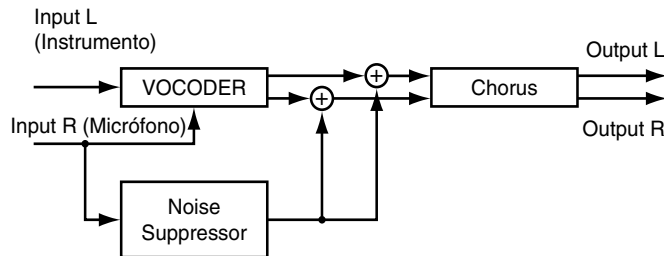 Input L
(Instrumento)
Output L
VOCODER
+
Chorus
+
Input R (Micrófono)
Output R
Noise
Suppressor